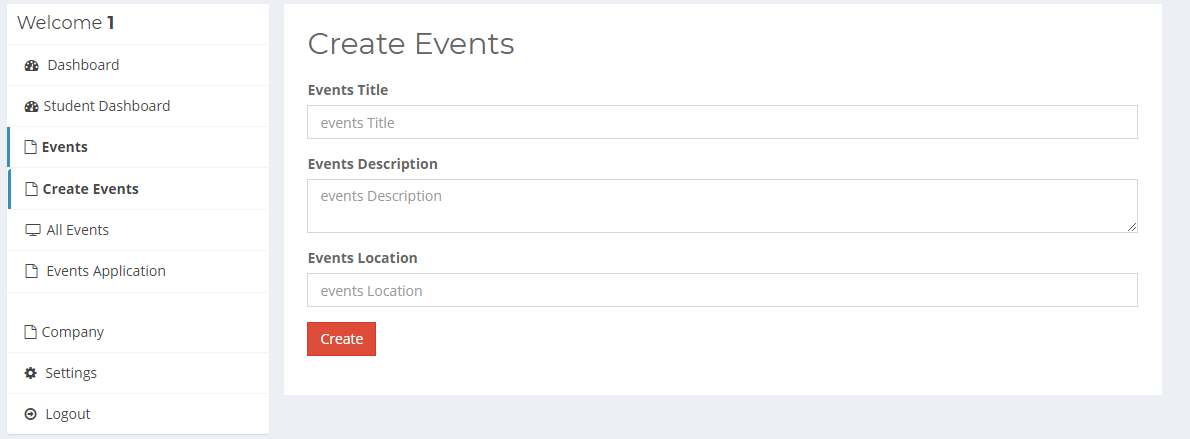 Welcome 1
Dashboard
Student Dashboard
Events
Create Events
All Events
Events Application
Company
Settings
Logout
Create Events
Events Title
events Title
Events Description
events Description
Events Location
events Location
Create